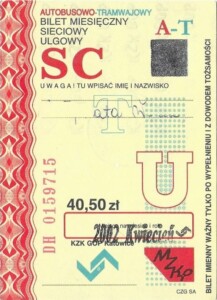 AUTOBUSOWO-TRAMWAJOWY
BILET MIESIĘCZNY
SIECIOWY
ULGOWY
A-T
SC
UWAGA! TU WPISAĆ IMIĘ I NAZWISKO
T
U
DH 0159715
40,50 zł
2002 Kwiecień
KZK GOP Katowice
MZKP
CZG SA
BILET IMIENNY WAŻNY TYLKO PO WYPEŁNIENIU I Z DOWODEM TOŻSAMOŚCI